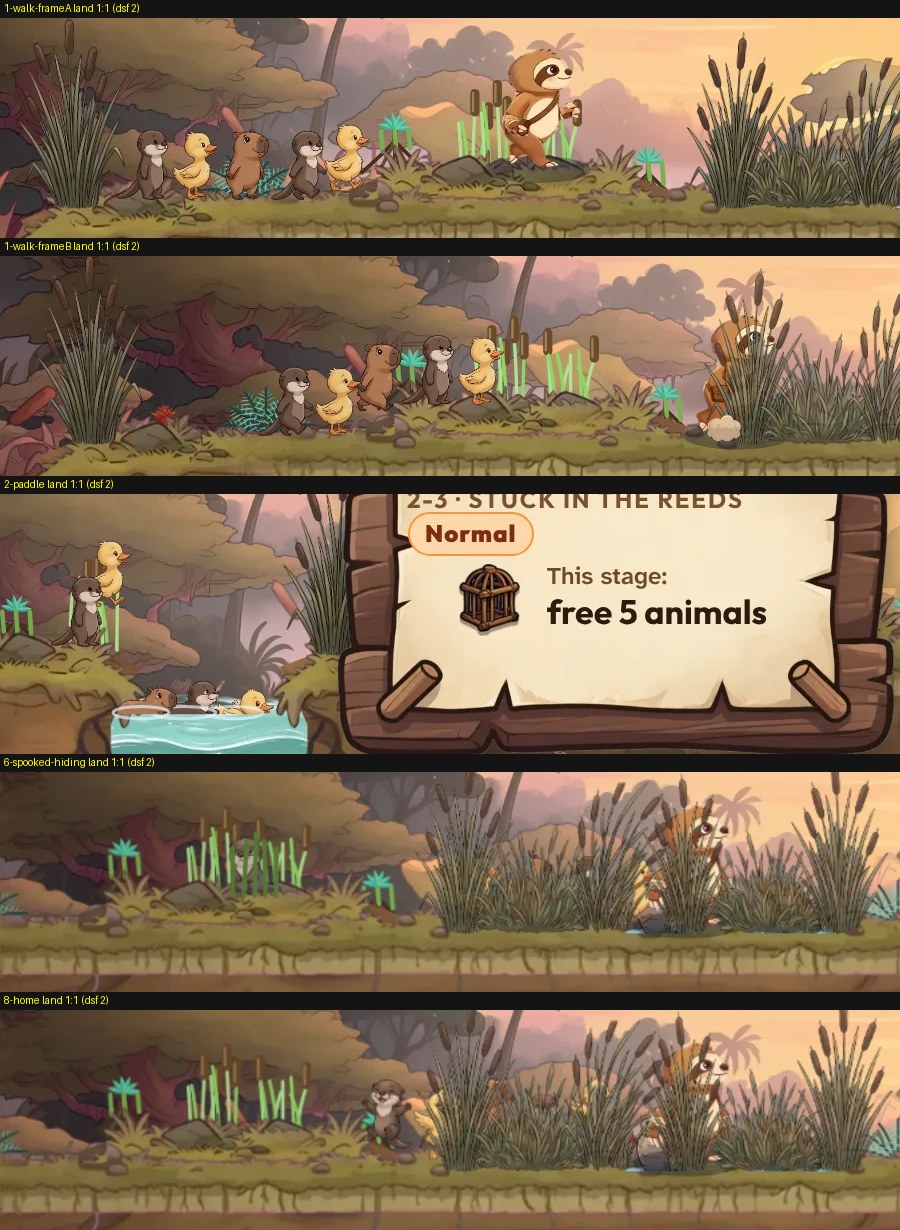 1-walk-frameA land 1:1 (dsf 2)
1-walk-frameB land 1:1 (dsf 2)
2-paddle land 1:1 (dsf 2)
2-3 · STUCK IN THE REEDS
Normal
This stage:
free 5 animals
6-spooked-hiding land 1:1 (dsf 2)
8-home land 1:1 (dsf 2)